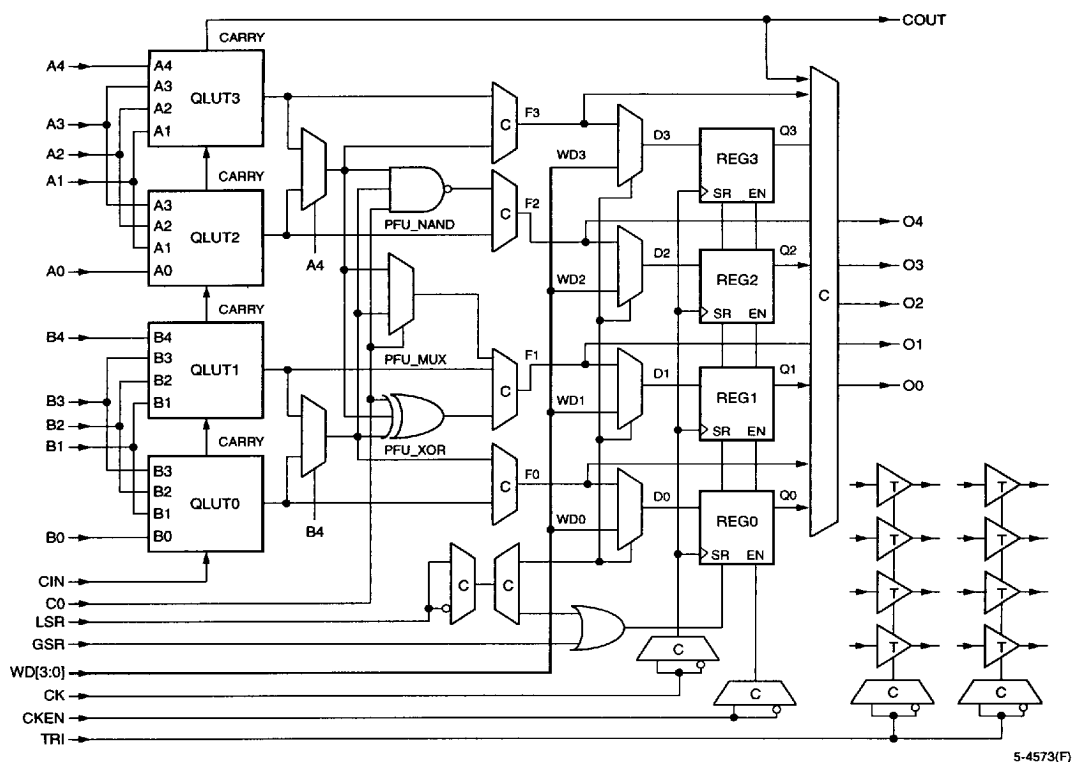 COUT
CARRY
A4
A4
A3
QLUT3
A2
A1
A3
A2
A1
CARRY
A3
A2
QLUT2
A1
A0
A0
CARRY
B4
B4
B3
QLUT1
B2
B1
B3
B2
B1
CARRY
B3
B2
QLUT0
B1
B0
B0
CIN
C0
LSR
GSR
WD[3:0]
CK
CKEN
TRI
A4
B4
PFU_NAND
PFU_MUX
PFU_XOR
C
F3
C
F2
C
F1
C
F0
C
C
WD3
WD2
WD1
WD0
D3
D2
D1
D0
REG3
SR EN
REG2
SR EN
REG1
SR EN
REG0
SR EN
Q3
Q2
Q1
Q0
C
O4
O3
O2
O1
O0
C
C
T
T
T
T
T
T
T
T
C
C
5-4573(F)